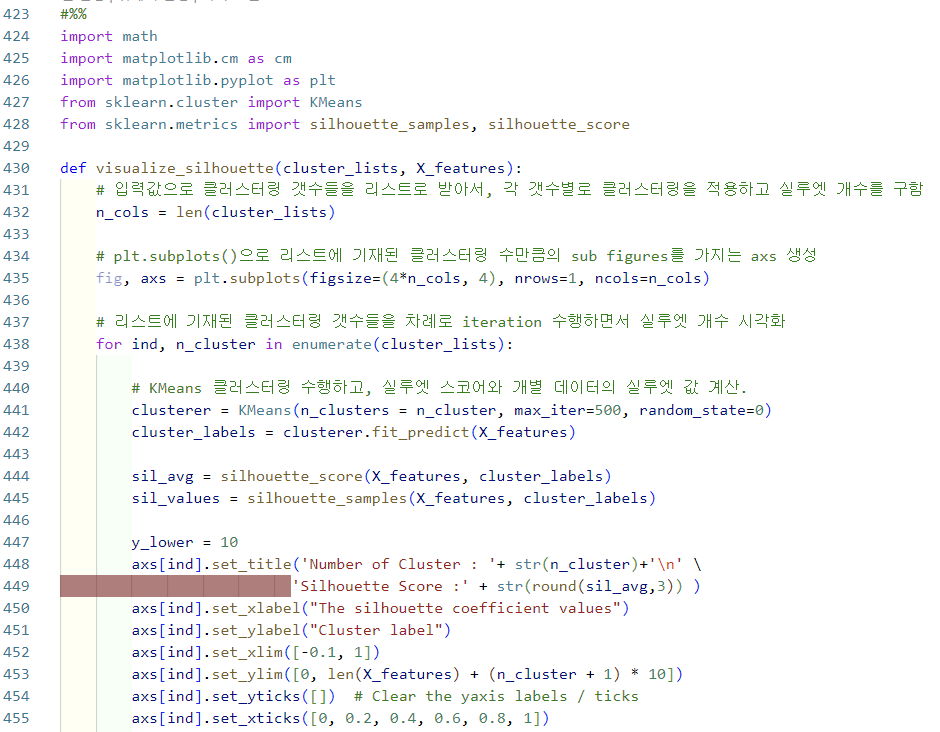 423 #%%
424 import math
425 import matplotlib.cm as cm
426 import matplotlib.pyplot as plt
427 from sklearn.cluster import KMeans
428 from sklearn.metrics import silhouette_samples, silhouette_score
429
430 def visualize_silhouette(cluster_lists, X_features):
431     # 입력값으로 클러스터링 갯수들을 리스트로 받아서, 각 갯수별로 클러스터링을 적용하고 실루엣 개수를 구함
432     n_cols = len(cluster_lists)
433
434     # plt.subplots()으로 리스트에 기재된 클러스터링 수만큼의 sub figures를 가지는 axs 생성
435     fig, axs = plt.subplots(figsize=(4*n_cols, 4), nrows=1, ncols=n_cols)
436
437     # 리스트에 기재된 클러스터링 갯수들을 차례로 iteration 수행하면서 실루엣 개수 시각화
438     for ind, n_cluster in enumerate(cluster_lists):
439
440         # KMeans 클러스터링 수행하고, 실루엣 스코어와 개별 데이터의 실루엣 값 계산.
441         clusterer = KMeans(n_clusters = n_cluster, max_iter=500, random_state=0)
442         cluster_labels = clusterer.fit_predict(X_features)
443
444         sil_avg = silhouette_score(X_features, cluster_labels)
445         sil_values = silhouette_samples(X_features, cluster_labels)
446
447         y_lower = 10
448         axs[ind].set_title('Number of Cluster : '+ str(n_cluster)+'\n' \
449                           'Silhouette Score :' + str(round(sil_avg,3)) )
450         axs[ind].set_xlabel("The silhouette coefficient values")
451         axs[ind].set_ylabel("Cluster label")
452         axs[ind].set_xlim([-0.1, 1])
453         axs[ind].set_ylim([0, len(X_features) + (n_cluster + 1) * 10])
454         axs[ind].set_yticks([])  # Clear the yaxis labels / ticks
455         axs[ind].set_xticks([0, 0.2, 0.4, 0.6, 0.8, 1])